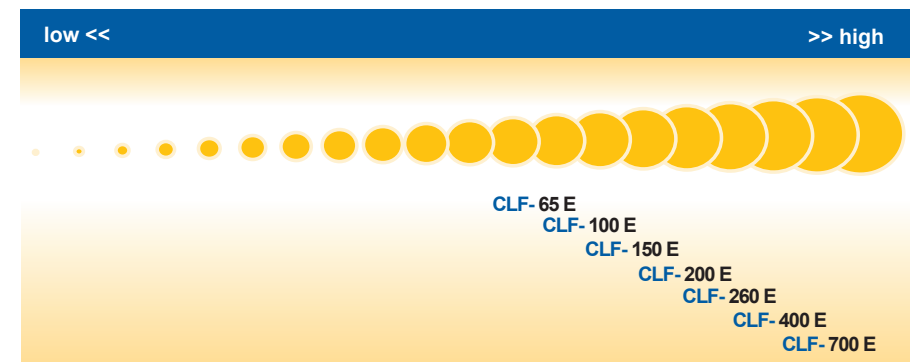 low << >> high
CLF- 65 E
CLF- 100 E
CLF- 150 E
CLF- 200 E
CLF- 260 E
CLF- 400 E
CLF- 700 E